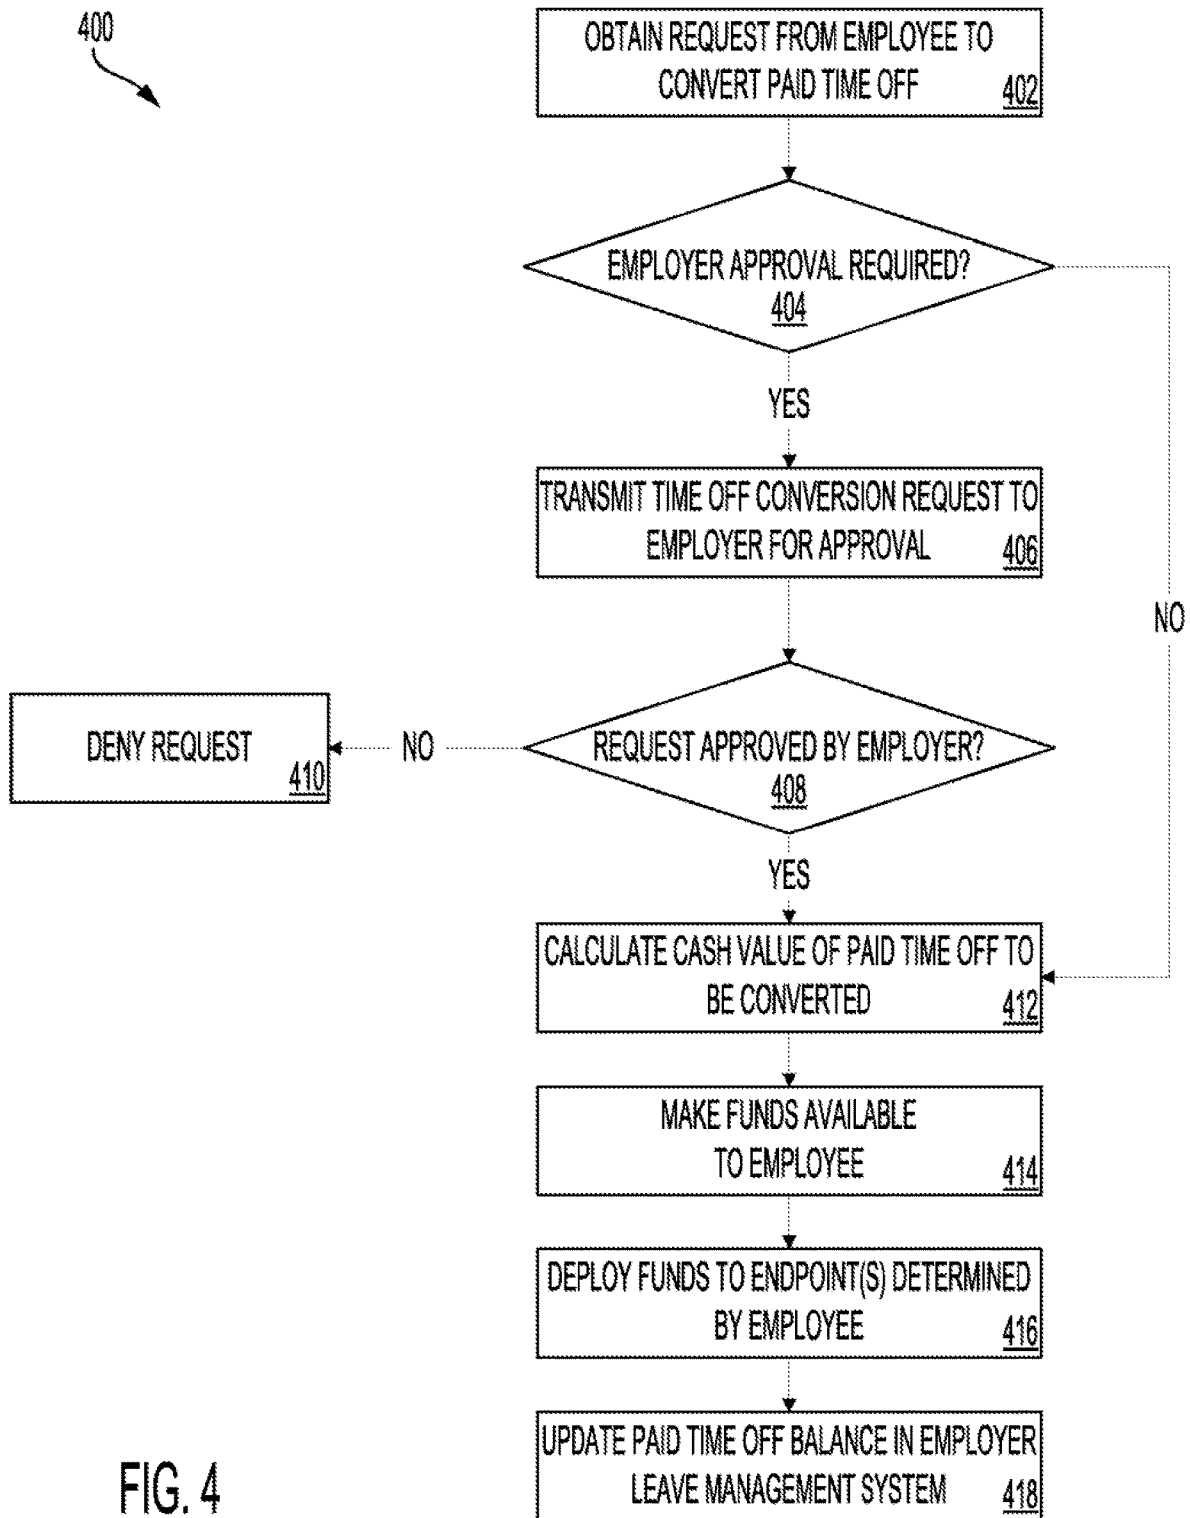 400
OBTAIN REQUEST FROM EMPLOYEE TO
CONVERT PAID TIME OFF
402
EMPLOYER APPROVAL REQUIRED?
404
YES
TRANSMIT TIME OFF CONVERSION REQUEST TO
EMPLOYER FOR APPROVAL
406
NO
REQUEST APPROVED BY EMPLOYER?
408
NO
DENY REQUEST
410
YES
CALCULATE CASH VALUE OF PAID TIME OFF TO
BE CONVERTED
412
MAKE FUNDS AVAILABLE
TO EMPLOYEE
414
DEPLOY FUNDS TO ENDPOINT(S) DETERMINED
BY EMPLOYEE
416
UPDATE PAID TIME OFF BALANCE IN EMPLOYER
LEAVE MANAGEMENT SYSTEM
418
FIG. 4